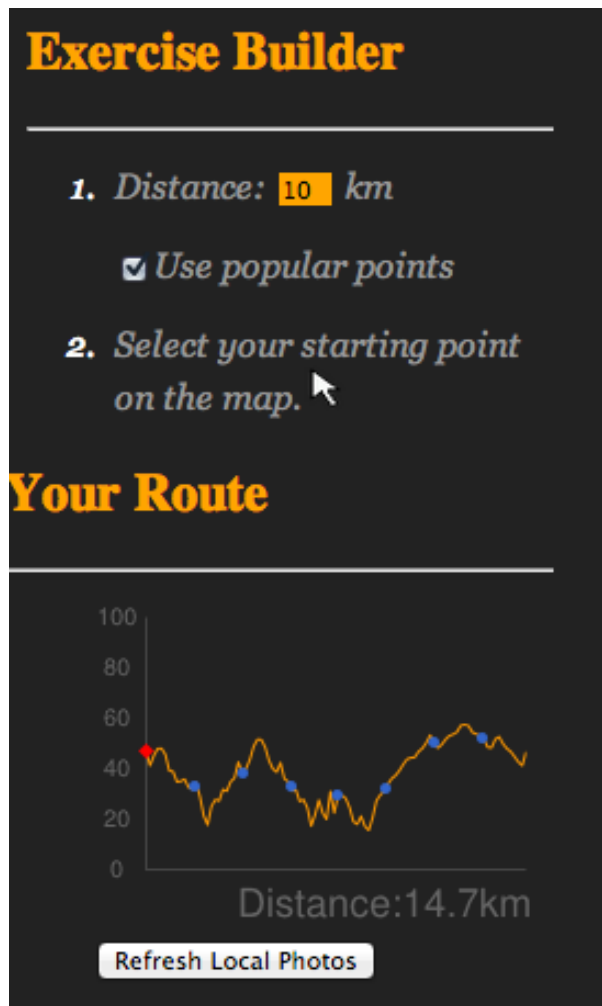 Exercise Builder
1. Distance: 10 km
Use popular points
2. Select your starting point
on the map.
Your Route
100
80
60
40
20
0
Distance:14.7km
Refresh Local Photos